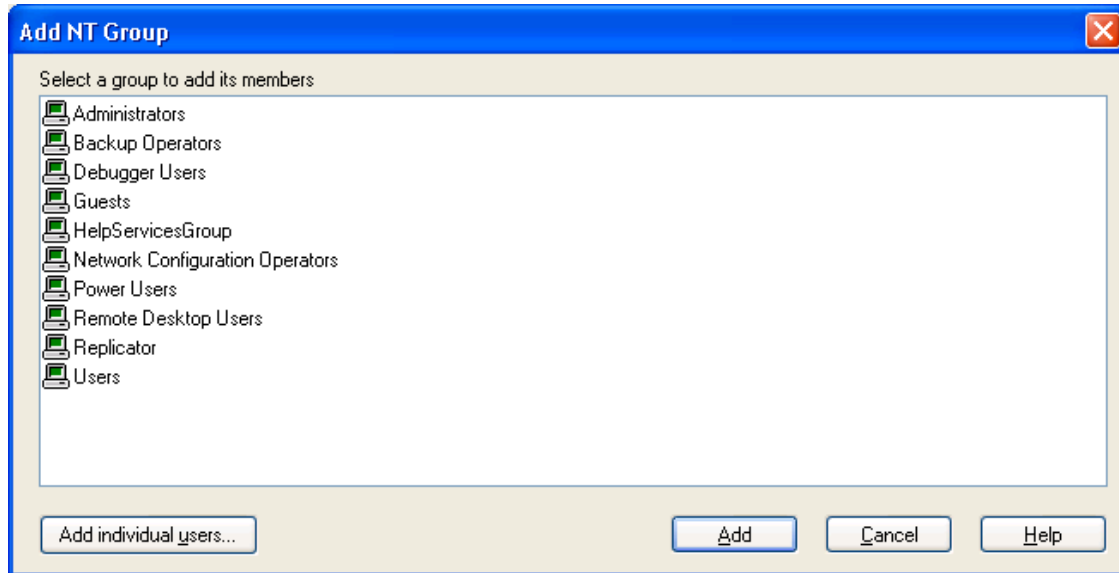 Add NT Group
Select a group to add its members
Administrators
Backup Operators
Debugger Users
Guests
HelpServicesGroup
Network Configuration Operators
Power Users
Remote Desktop Users
Replicator
Users
Add individual users... Add Cancel Help